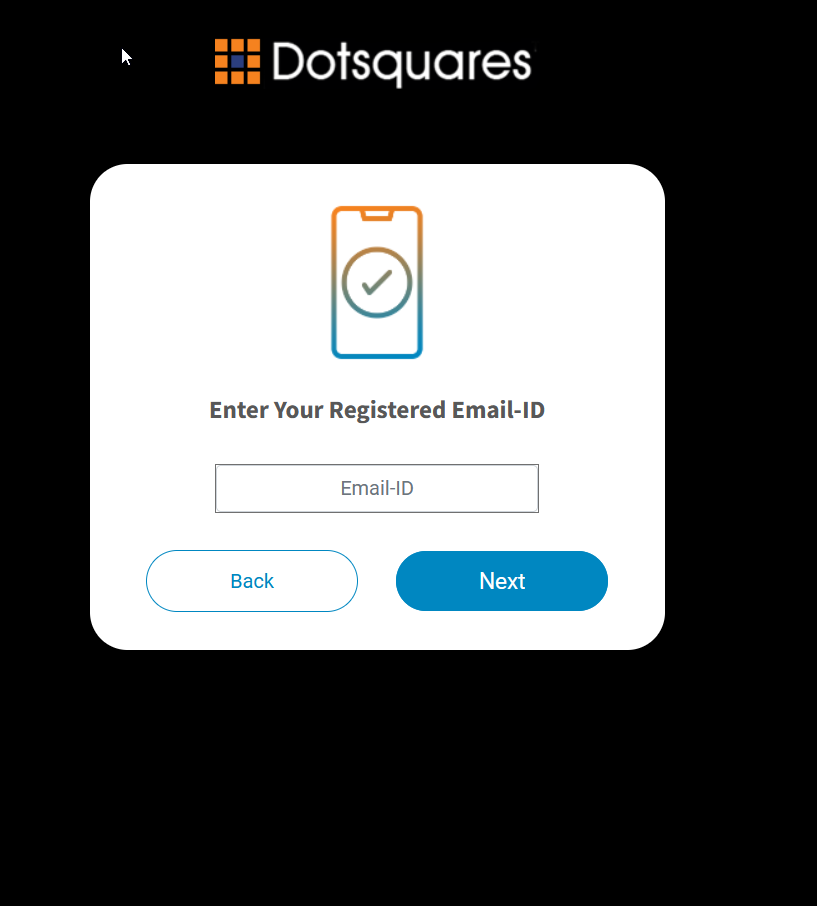 Dotsquares
Enter Your Registered Email-ID
Email-ID
Back
Next